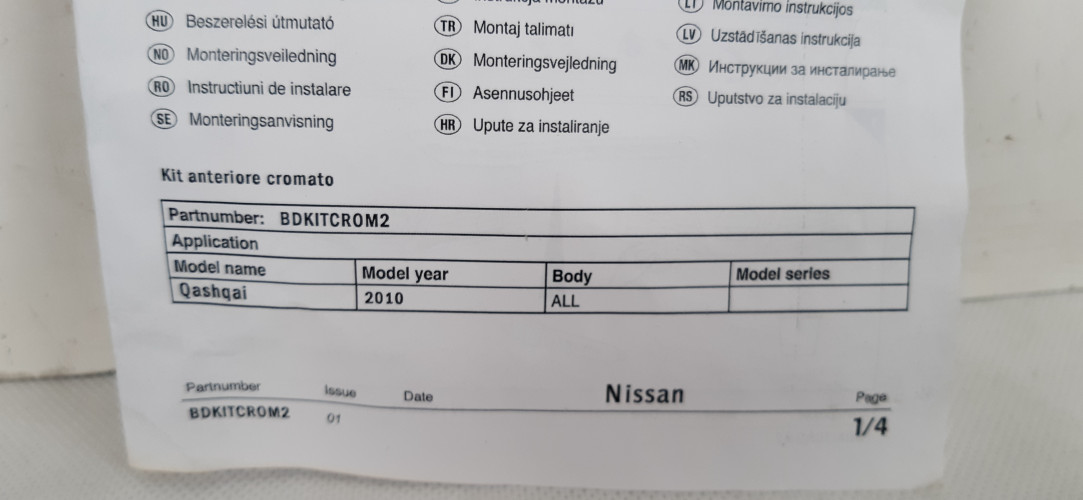 HU Beszerelési útmutató
NO Monteringsveiledning
RO Instructiuni de instalare
SE Monteringsanvisning
montażu
TR Montaj talimatı
DK Monteringsvejledning
FI Asennusohjeet
HR Upute za instaliranje
LT Montavimo instrukcijos
LV Uzstādīšanas instrukcija
MK Инструкции за инсталирање
RS Uputstvo za instalaciju
Kit anteriore cromato
Partnumber: BDKITCROM2
Application
Model name Model year Body Model series
Qashqai 2010 ALL
Partnumber Issue Date Nissan Page
BDKITCROM2 01 1/4